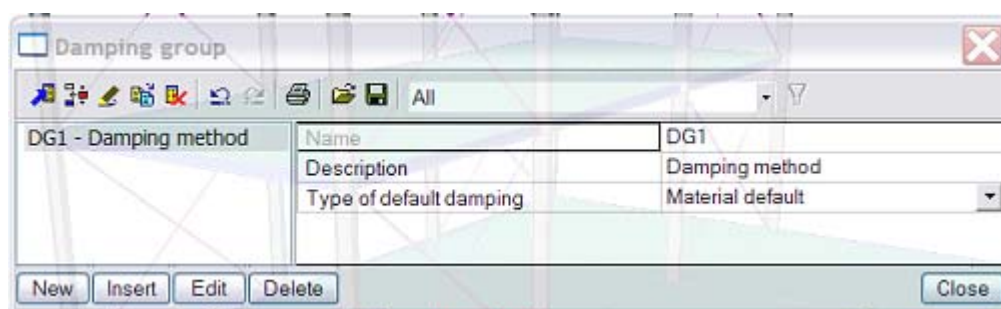 Damping group
All
DG1 - Damping method
Name DG1
Description Damping method
Type of default damping Material default
New Insert Edit Delete Close